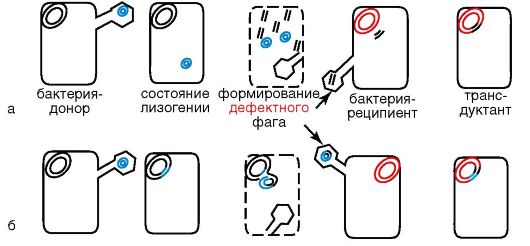 а
бактерия-
донор
состояние
лизогении
формирование
дефектного
фага
бактерия-
реципиент
транс-
дуктант
б